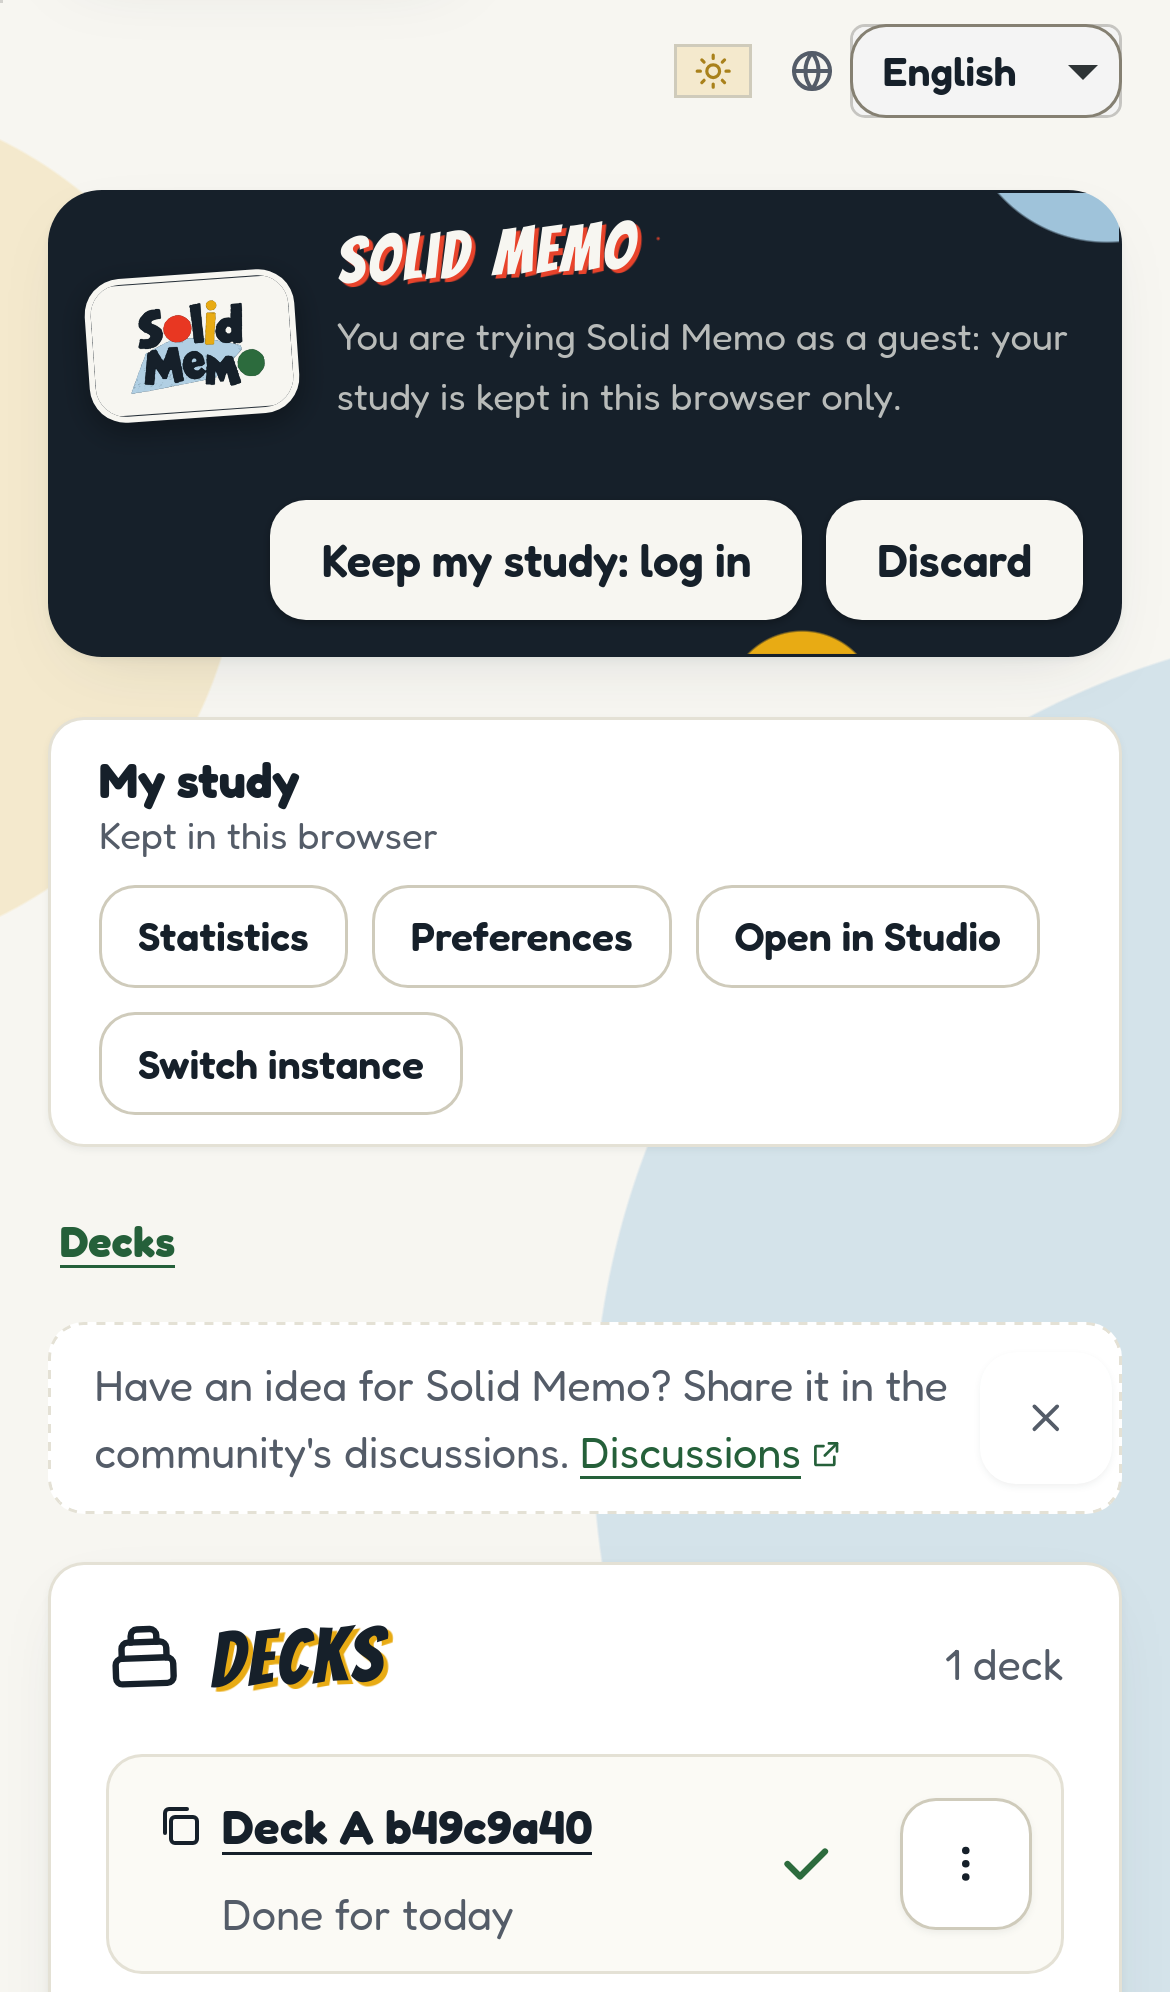 English
SOLID MEMO
Solid
MeMo
You are trying Solid Memo as a guest: your
study is kept in this browser only.
Keep my study: log in
Discard
My study
Kept in this browser
Statistics
Preferences
Open in Studio
Switch instance
Decks
Have an idea for Solid Memo? Share it in the
community's discussions. Discussions
DECKS
1 deck
Deck A b49c9a40
Done for today